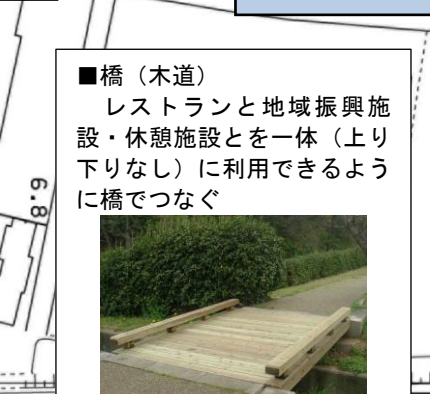 ■橋（木道）
　レストランと地域振興施
設・休憩施設とを一体（上り
下りなし）に利用できるよう
に橋でつなぐ
6.8